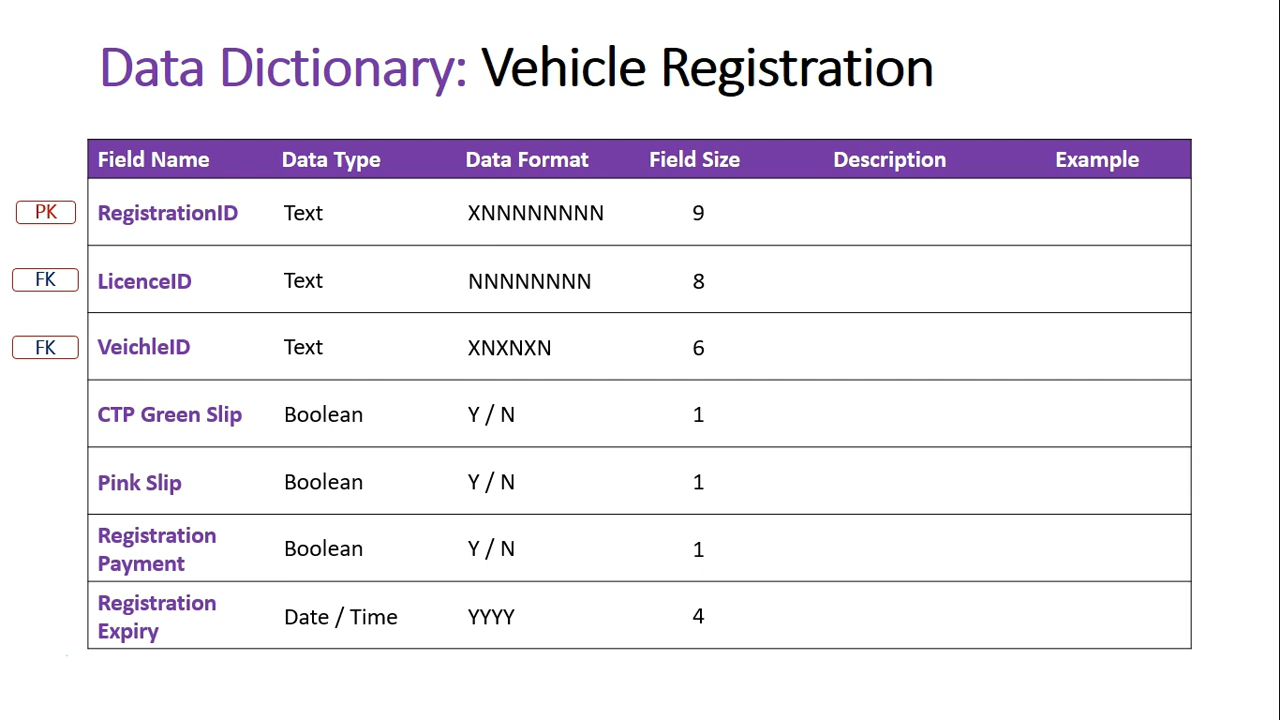 Data Dictionary: Vehicle Registration
Field Name Data Type Data Format Field Size Description Example
PK RegistrationID Text XNNNNNNNN 9
FK LicenceID Text NNNNNNNN 8
FK VeichleID Text XNXNXN 6
CTP Green Slip Boolean Y / N 1
Pink Slip Boolean Y / N 1
Registration
Payment Boolean Y / N 1
Registration
Expiry Date / Time YYYY 4